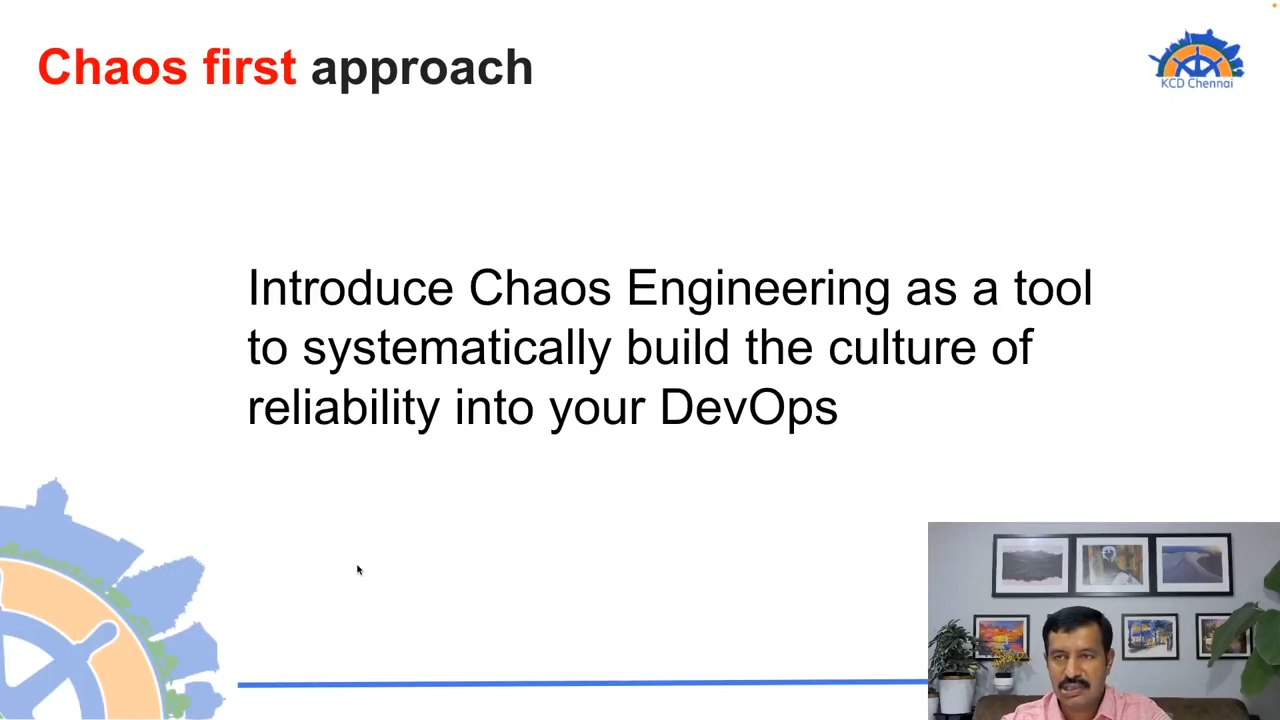 Chaos first approach
KCD Chennai
Introduce Chaos Engineering as a tool
to systematically build the culture of
reliability into your DevOps